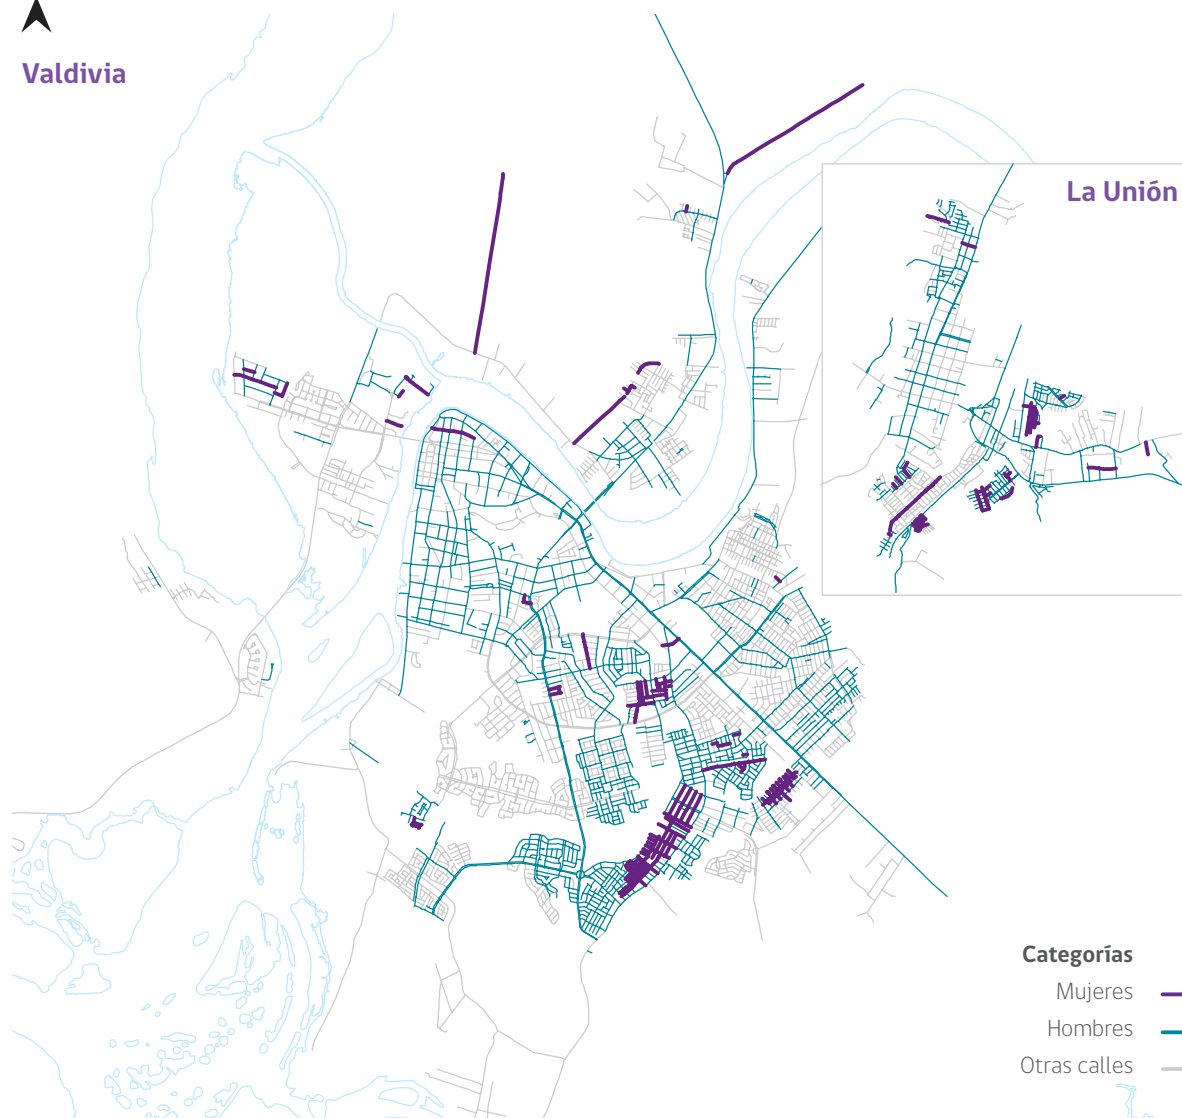 Valdivia
La Unión
Categorías
Mujeres
Hombres
Otras calles